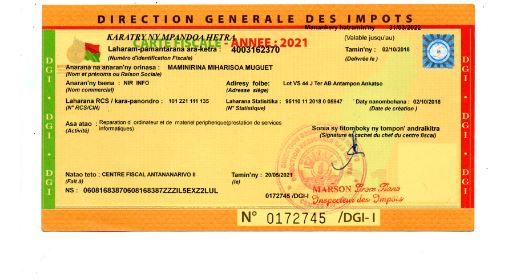 DIRECTION GENERALE DES IMPOTS
KARATRY NY MPANDOA HETRA
Manankery hatramin'ny 31/03/2022
CARTE FISCALE - ANNEE : 2021
(Valable jusqu'au)
Laharam-pamantarana ara-ketra : 4003162370 Tamin'ny : 02/10/2018
(Numéro d'Identification Fiscale) (Delivrée le)
Anarana na anaran'ny orinasa : MAMINIRINA MIHARISOA MUGUET
(Nom et prénoms ou Raison Sociale)
Anaran'ny tsena : NIR INFO Adiresy foibe: Lot VS 44 J Ter AB Antampon Ankatso
(Nom commercial) (Adresse siège)
Laharana RCS / kara-panondro : 101 221 111 135 Laharana Statisitika : 95110 11 2018 0 05947 Daty nanombohana : 02/10/2018
(N° RCS/CIN) (Date de création)
Asa atao : Reparation d ordinateur et de materiel peripherique(prestation de services informatiques)
(Activité)
Sonia sy fitomboky ny tompon' andraikitra
(Signature et cachet du chef du centre fiscal)
Natao teto : CENTRE FISCAL ANTANANARIVO II Tamin'ny : 20/05/2021
(Fait à) (le)
NS : 06081683870608168387ZZZIL5EXZ2LUL 0172745 /DGI-I
MARSON
Inspecteur des Impots
N° 0172745 /DGI-I
DGI - DGI - DGI
DGI - DGI - DGI